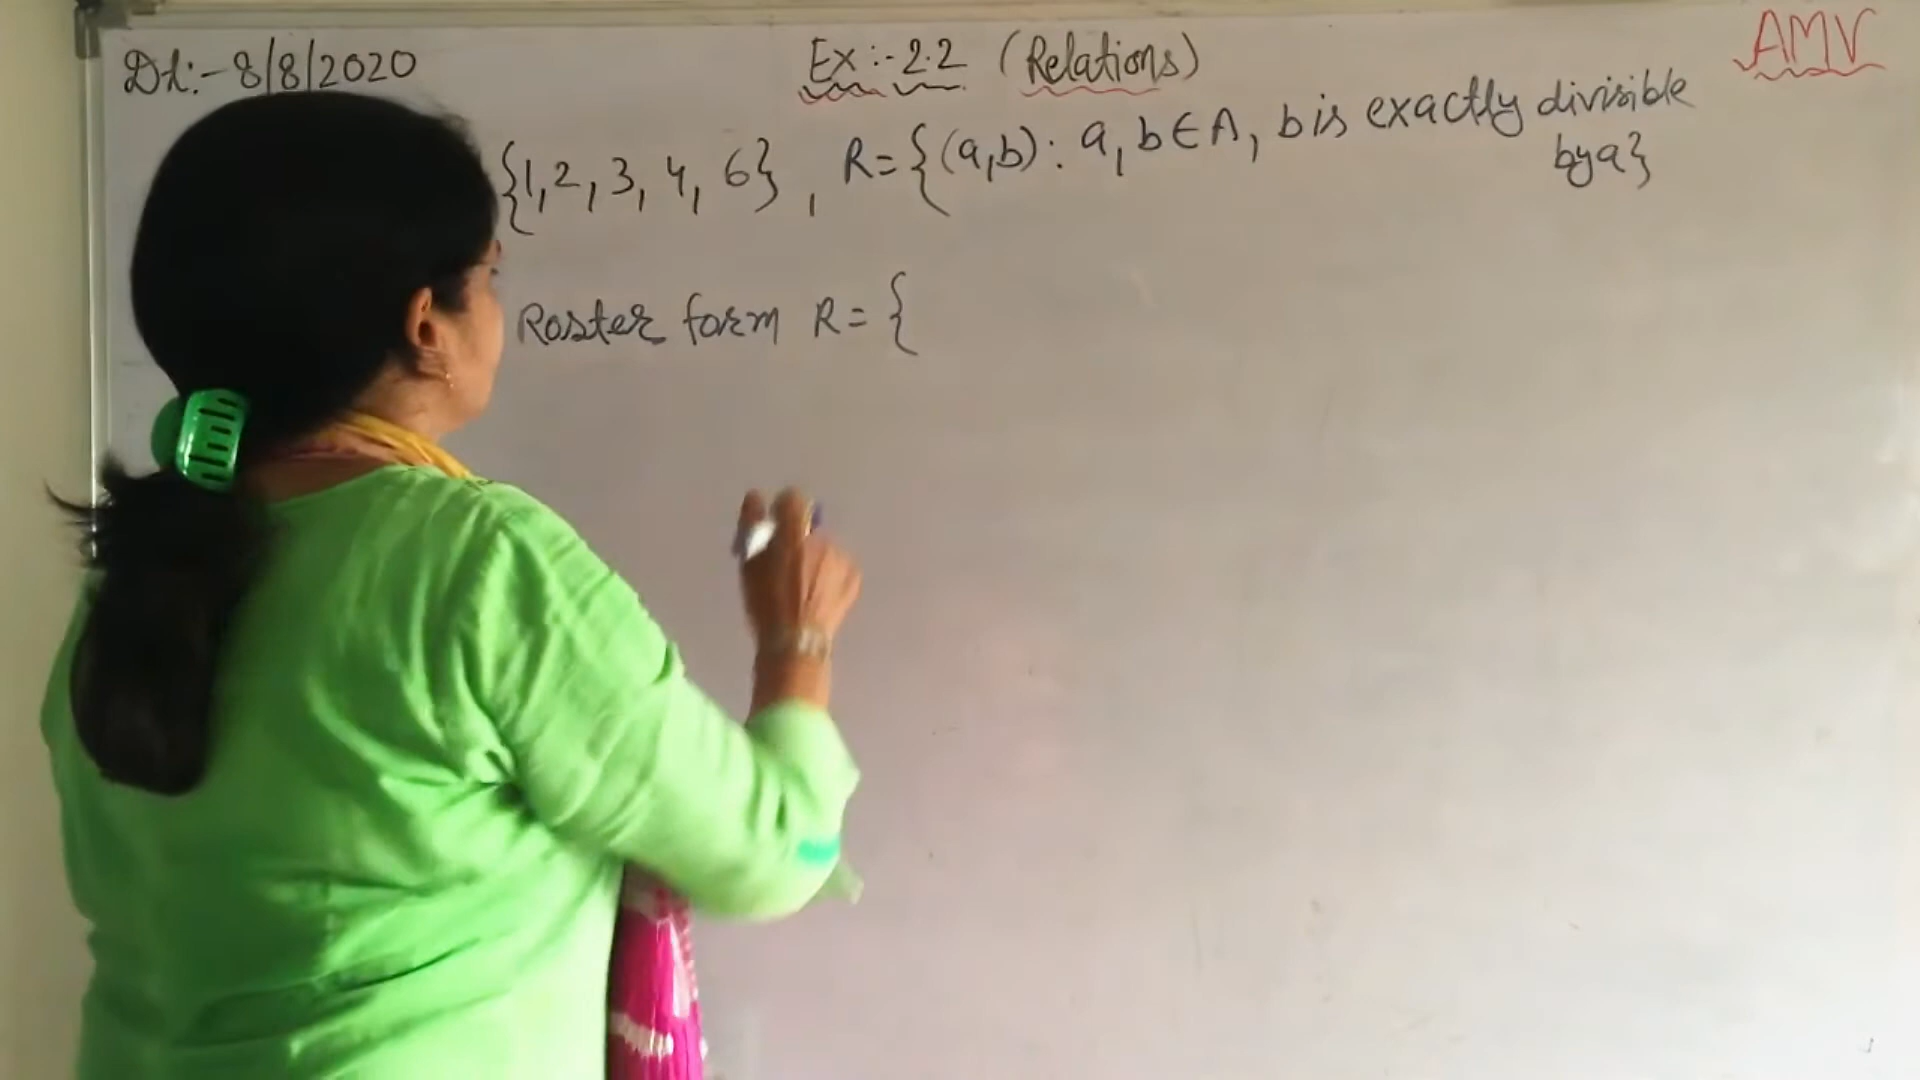 Dt:- 8/8/2020
Ex:- 2.2 (Relations)
AMV
{1, 2, 3, 4, 6} , R = {(a,b) : a, b ∈ A, b is exactly divisible
by a}
Roster form R = {